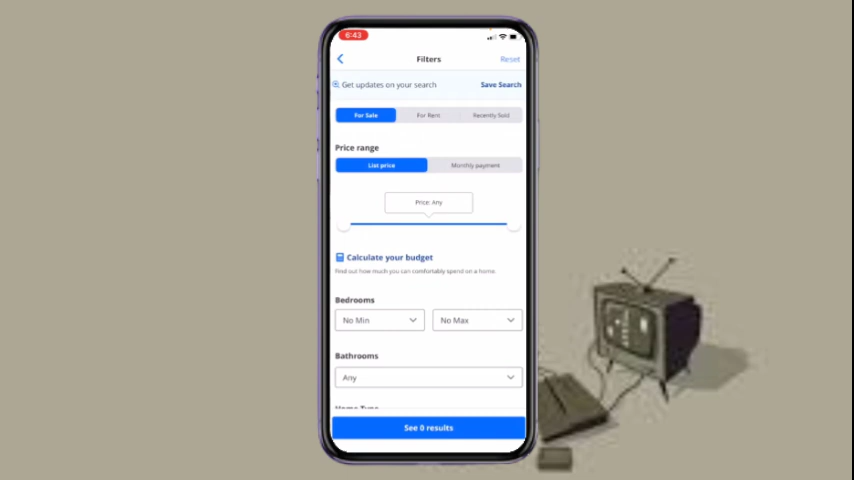 6:43
Filters
Reset
Get updates on your search
Save Search
For Sale
For Rent
Recently Sold
Price range
List price
Monthly payment
Price: Any
Calculate your budget
Find out how much you can comfortably spend on a home.
Bedrooms
No Min
No Max
Bathrooms
Any
Home Type
See 0 results